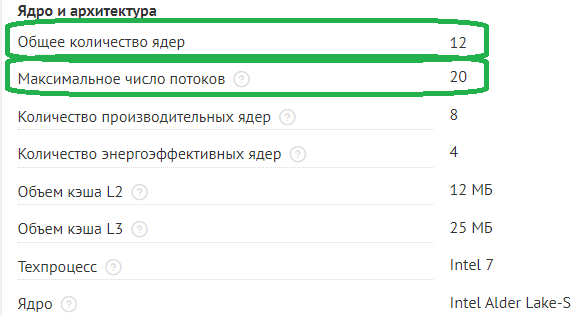 Ядро и архитектура
Общее количество ядер 12
Максимальное число потоков ? 20
Количество производительных ядер ? 8
Количество энергоэффективных ядер ? 4
Объем кэша L2 ? 12 МБ
Объем кэша L3 ? 25 МБ
Техпроцесс ? Intel 7
Ядро ? Intel Alder Lake-S